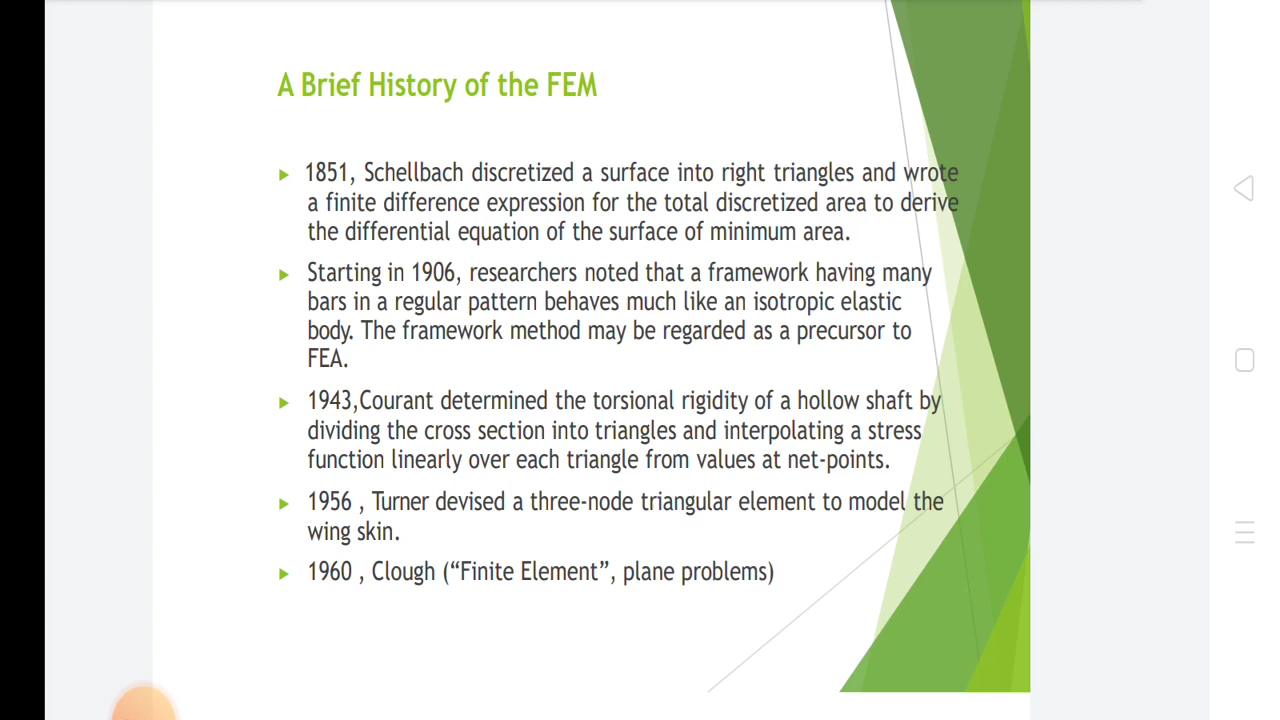 A Brief History of the FEM
1851, Schellbach discretized a surface into right triangles and wrote
a finite difference expression for the total discretized area to derive
the differential equation of the surface of minimum area.
Starting in 1906, researchers noted that a framework having many
bars in a regular pattern behaves much like an isotropic elastic
body. The framework method may be regarded as a precursor to
FEA.
1943,Courant determined the torsional rigidity of a hollow shaft by
dividing the cross section into triangles and interpolating a stress
function linearly over each triangle from values at net-points.
1956 , Turner devised a three-node triangular element to model the
wing skin.
1960 , Clough (“Finite Element”, plane problems)